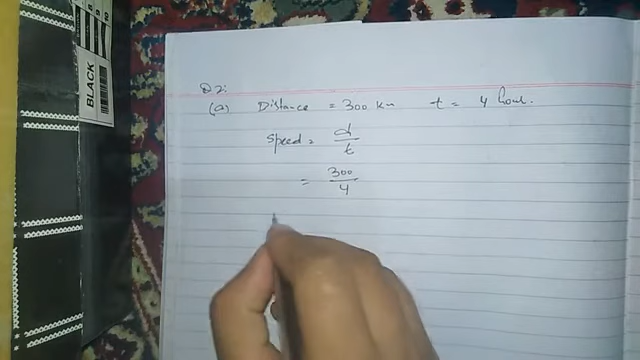 BLACK
Q2:
(a) Distance = 300 km t = 4 hour.
Speed = d/t
= 300/4